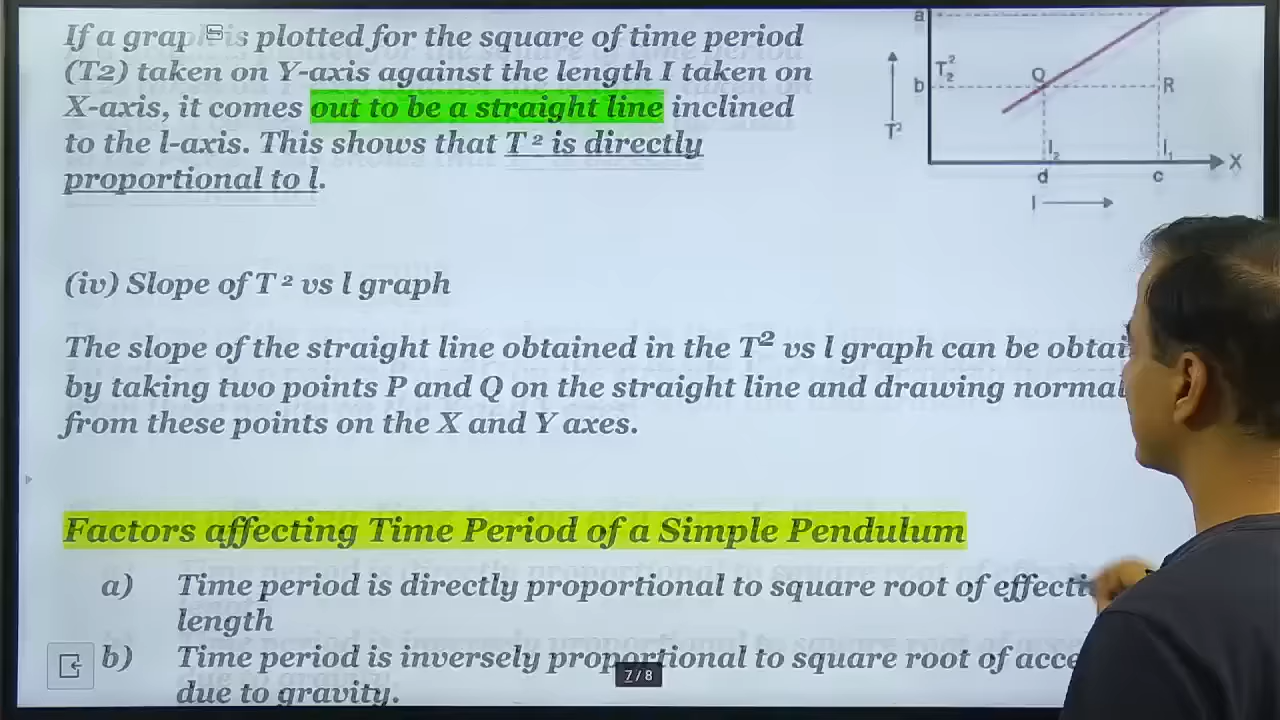 If a grap is plotted for the square of time period
(T2) taken on Y-axis against the length I taken on
X-axis, it comes out to be a straight line inclined
to the l-axis. This shows that T² is directly
proportional to l.
a
b
T₂²
Q
R
T²
l₂
l₁
X
d
c
l
(iv) Slope of T² vs l graph
The slope of the straight line obtained in the T² vs l graph can be obtai
by taking two points P and Q on the straight line and drawing normal
from these points on the X and Y axes.
Factors affecting Time Period of a Simple Pendulum
a) Time period is directly proportional to square root of effecti
length
b) Time period is inversely proportional to square root of acce
due to gravity.
7/8